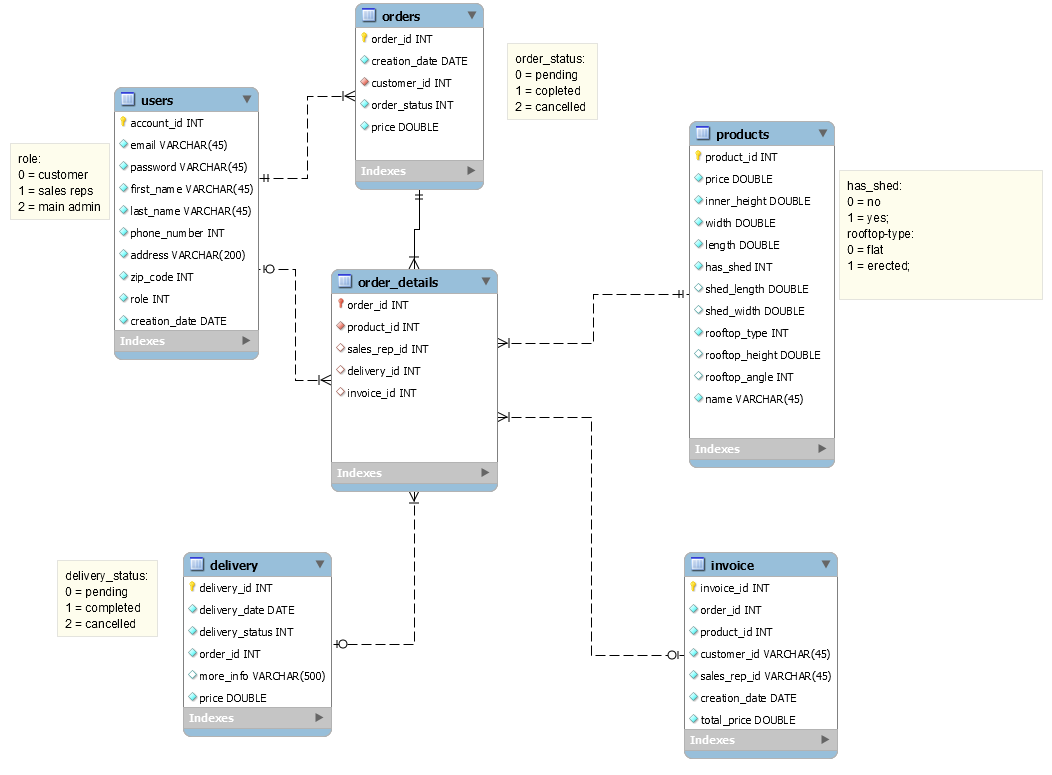 orders
order_id INT
creation_date DATE
customer_id INT
order_status INT
price DOUBLE
Indexes
order_status:
0 = pending
1 = copleted
2 = cancelled
users
account_id INT
email VARCHAR(45)
password VARCHAR(45)
first_name VARCHAR(45)
last_name VARCHAR(45)
phone_number INT
address VARCHAR(200)
zip_code INT
role INT
creation_date DATE
Indexes
role:
0 = customer
1 = sales reps
2 = main admin
products
product_id INT
price DOUBLE
inner_height DOUBLE
width DOUBLE
length DOUBLE
has_shed INT
shed_length DOUBLE
shed_width DOUBLE
rooftop_type INT
rooftop_height DOUBLE
rooftop_angle INT
name VARCHAR(45)
Indexes
has_shed:
0 = no
1 = yes;
rooftop-type:
0 = flat
1 = erected;
order_details
order_id INT
product_id INT
sales_rep_id INT
delivery_id INT
invoice_id INT
Indexes
delivery_status:
0 = pending
1 = completed
2 = cancelled
delivery
delivery_id INT
delivery_date DATE
delivery_status INT
order_id INT
more_info VARCHAR(500)
price DOUBLE
Indexes
invoice
invoice_id INT
order_id INT
product_id INT
customer_id VARCHAR(45)
sales_rep_id VARCHAR(45)
creation_date DATE
total_price DOUBLE
Indexes